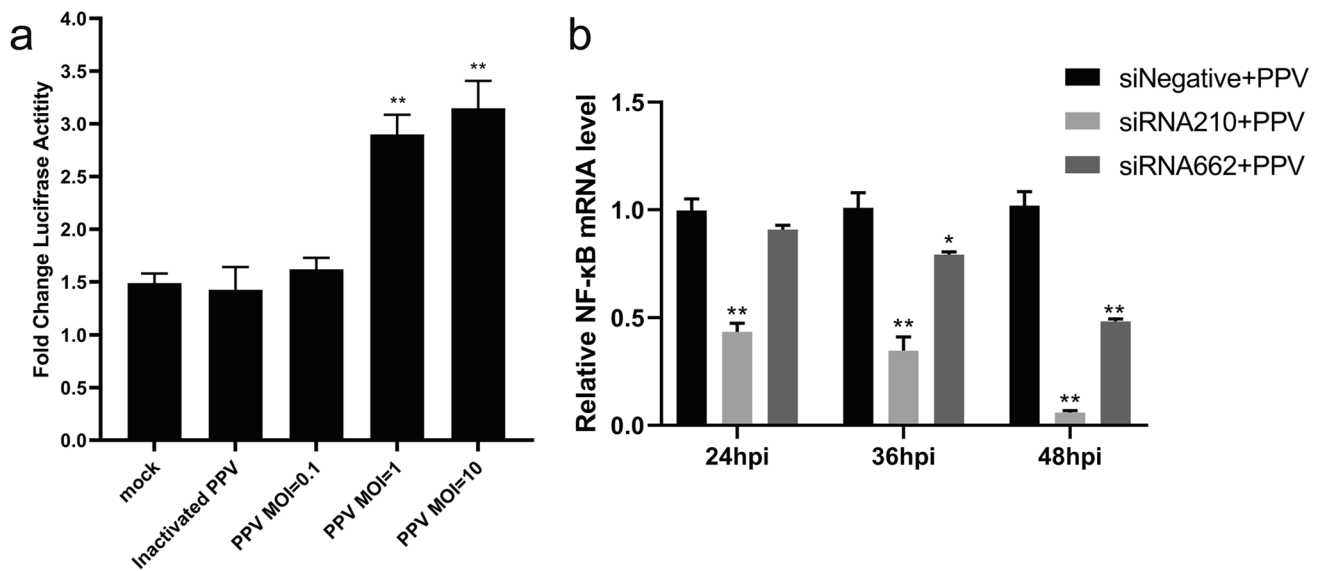 a
Fold Change Lucifrase Actitity
4.0
3.5
3.0
2.5
2.0
1.5
1.0
0.5
0.0
**
**
mock
Inactivated PPV
PPV MOI=0.1
PPV MOI=1
PPV MOI=10
b
Relative NF-κB mRNA level
1.5
1.0
0.5
0.0
**
**
*
**
**
24hpi
36hpi
48hpi
siNegative+PPV
siRNA210+PPV
siRNA662+PPV